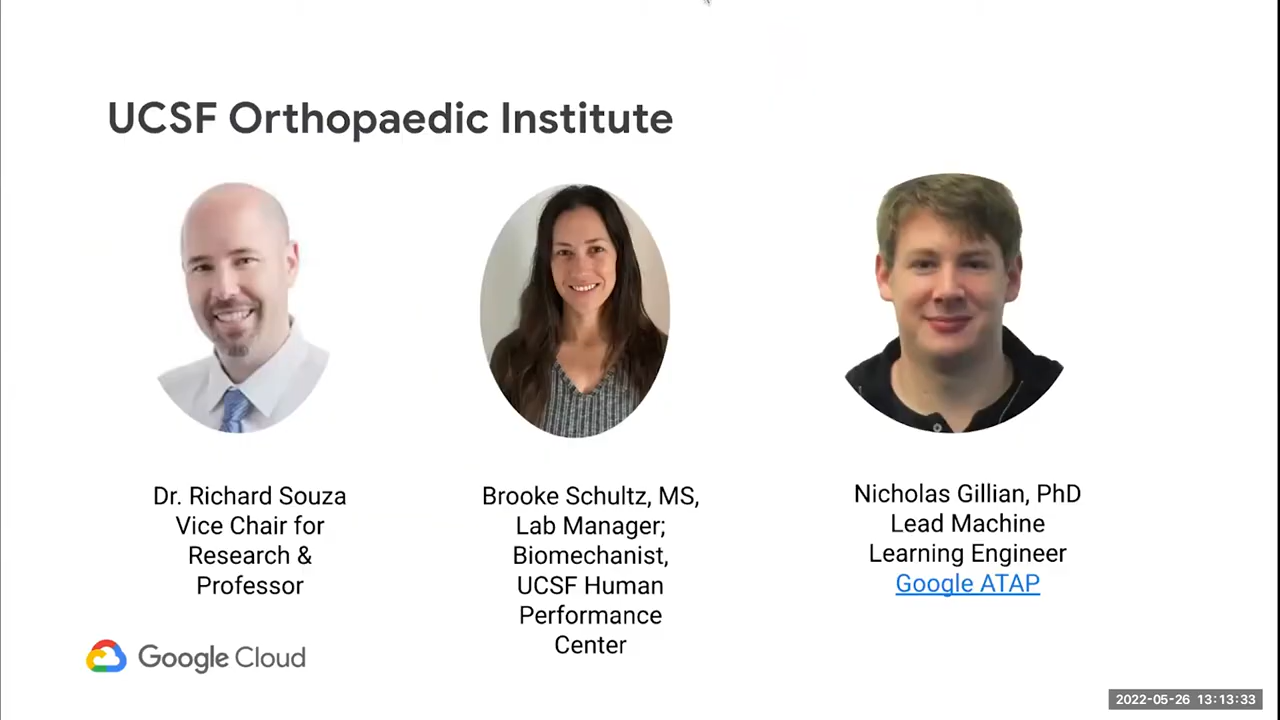 UCSF Orthopaedic Institute
Dr. Richard Souza
Vice Chair for
Research &
Professor
Brooke Schultz, MS,
Lab Manager;
Biomechanist,
UCSF Human
Performance
Center
Nicholas Gillian, PhD
Lead Machine
Learning Engineer
Google ATAP
Google Cloud
2022-05-26 13:13:33